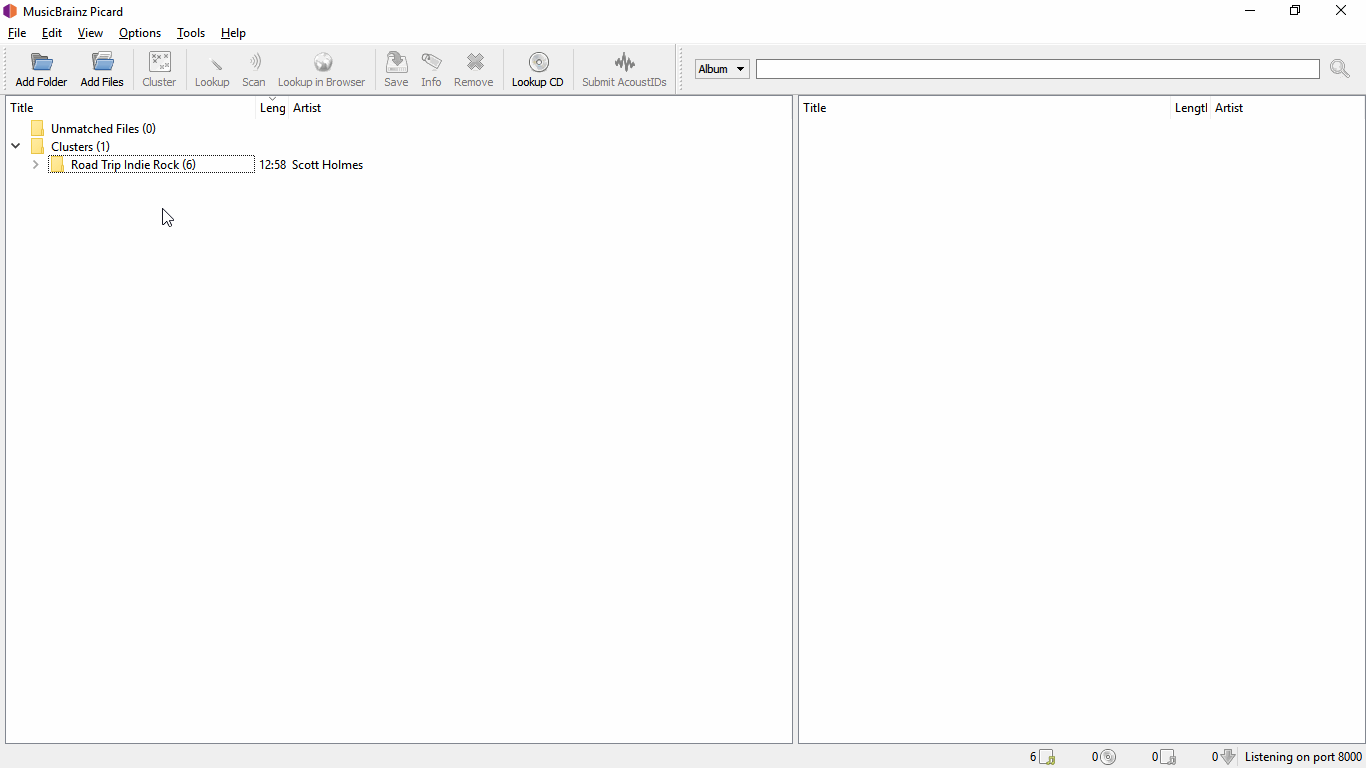 MusicBrainz Picard
File Edit View Options Tools Help
Add Folder Add Files Cluster Lookup Scan Lookup in Browser Save Info Remove Lookup CD Submit AcoustIDs Album
Title Leng Artist Title Lengtl Artist
Unmatched Files (0)
Clusters (1)
Road Trip Indie Rock (6) 12:58 Scott Holmes
6 0 0 0 Listening on port 8000